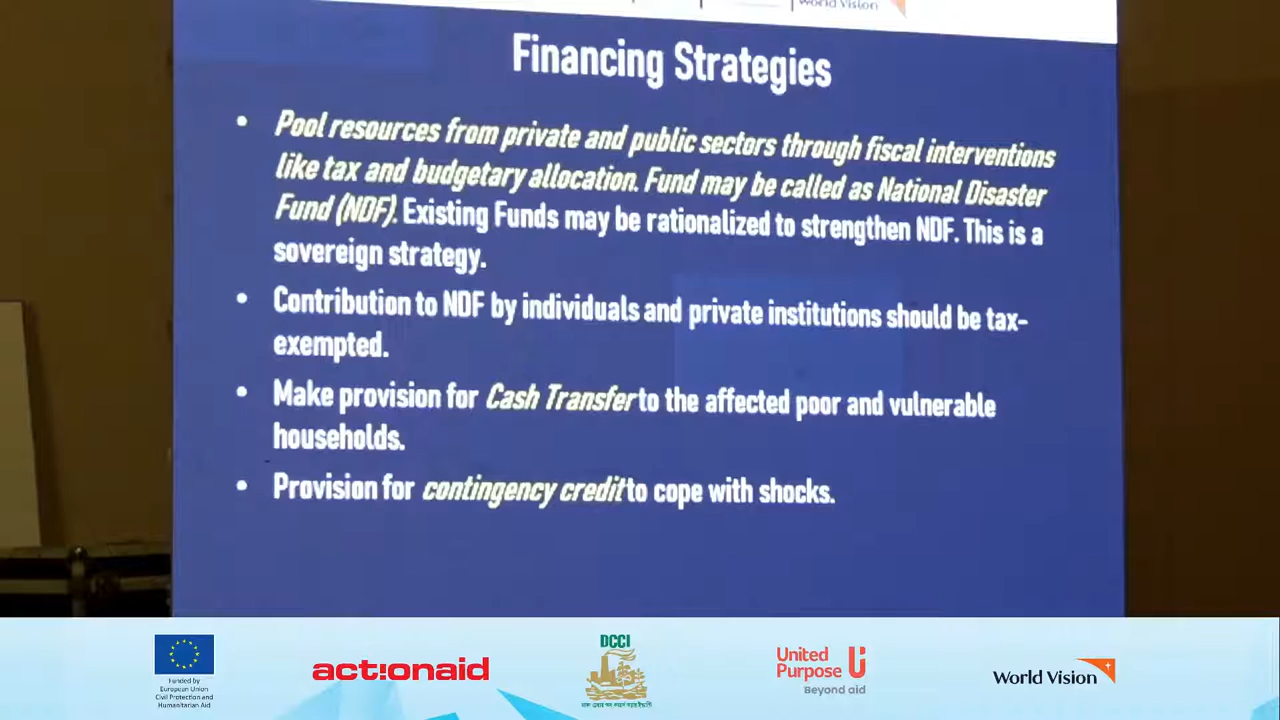 World Vision
Financing Strategies
• Pool resources from private and public sectors through fiscal interventions
like tax and budgetary allocation. Fund may be called as National Disaster
Fund (NDF). Existing Funds may be rationalized to strengthen NDF. This is a
sovereign strategy.
• Contribution to NDF by individuals and private institutions should be tax-
exempted.
• Make provision for Cash Transfer to the affected poor and vulnerable
households.
• Provision for contingency credit to cope with shocks.
Funded by
European Union
Civil Protection and
Humanitarian Aid
act!onaid
DCCI
United
Purpose
Beyond aid
World Vision